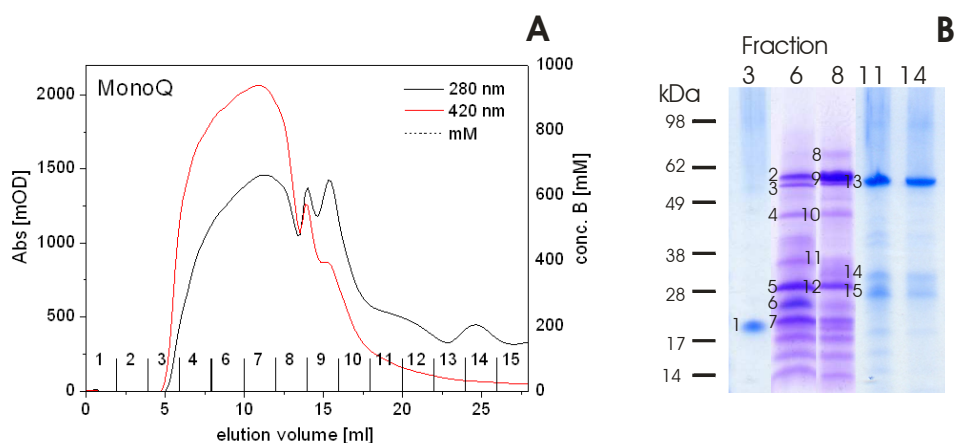 A
MonoQ
280 nm
420 nm
mM
Abs [mOD]
2000
1500
1000
500
0
conc. B [mM]
1000
800
600
400
200
0
1 2 3 4 6 7 8 9 10 11 12 13 14 15
0 5 10 15 20 25
elution volume [ml]
B
Fraction
3 6 8 11 14
kDa
98
62
49
38
28
17
14
8
2 9 13
3
4 10
11
14
5 12 15
6
7
1